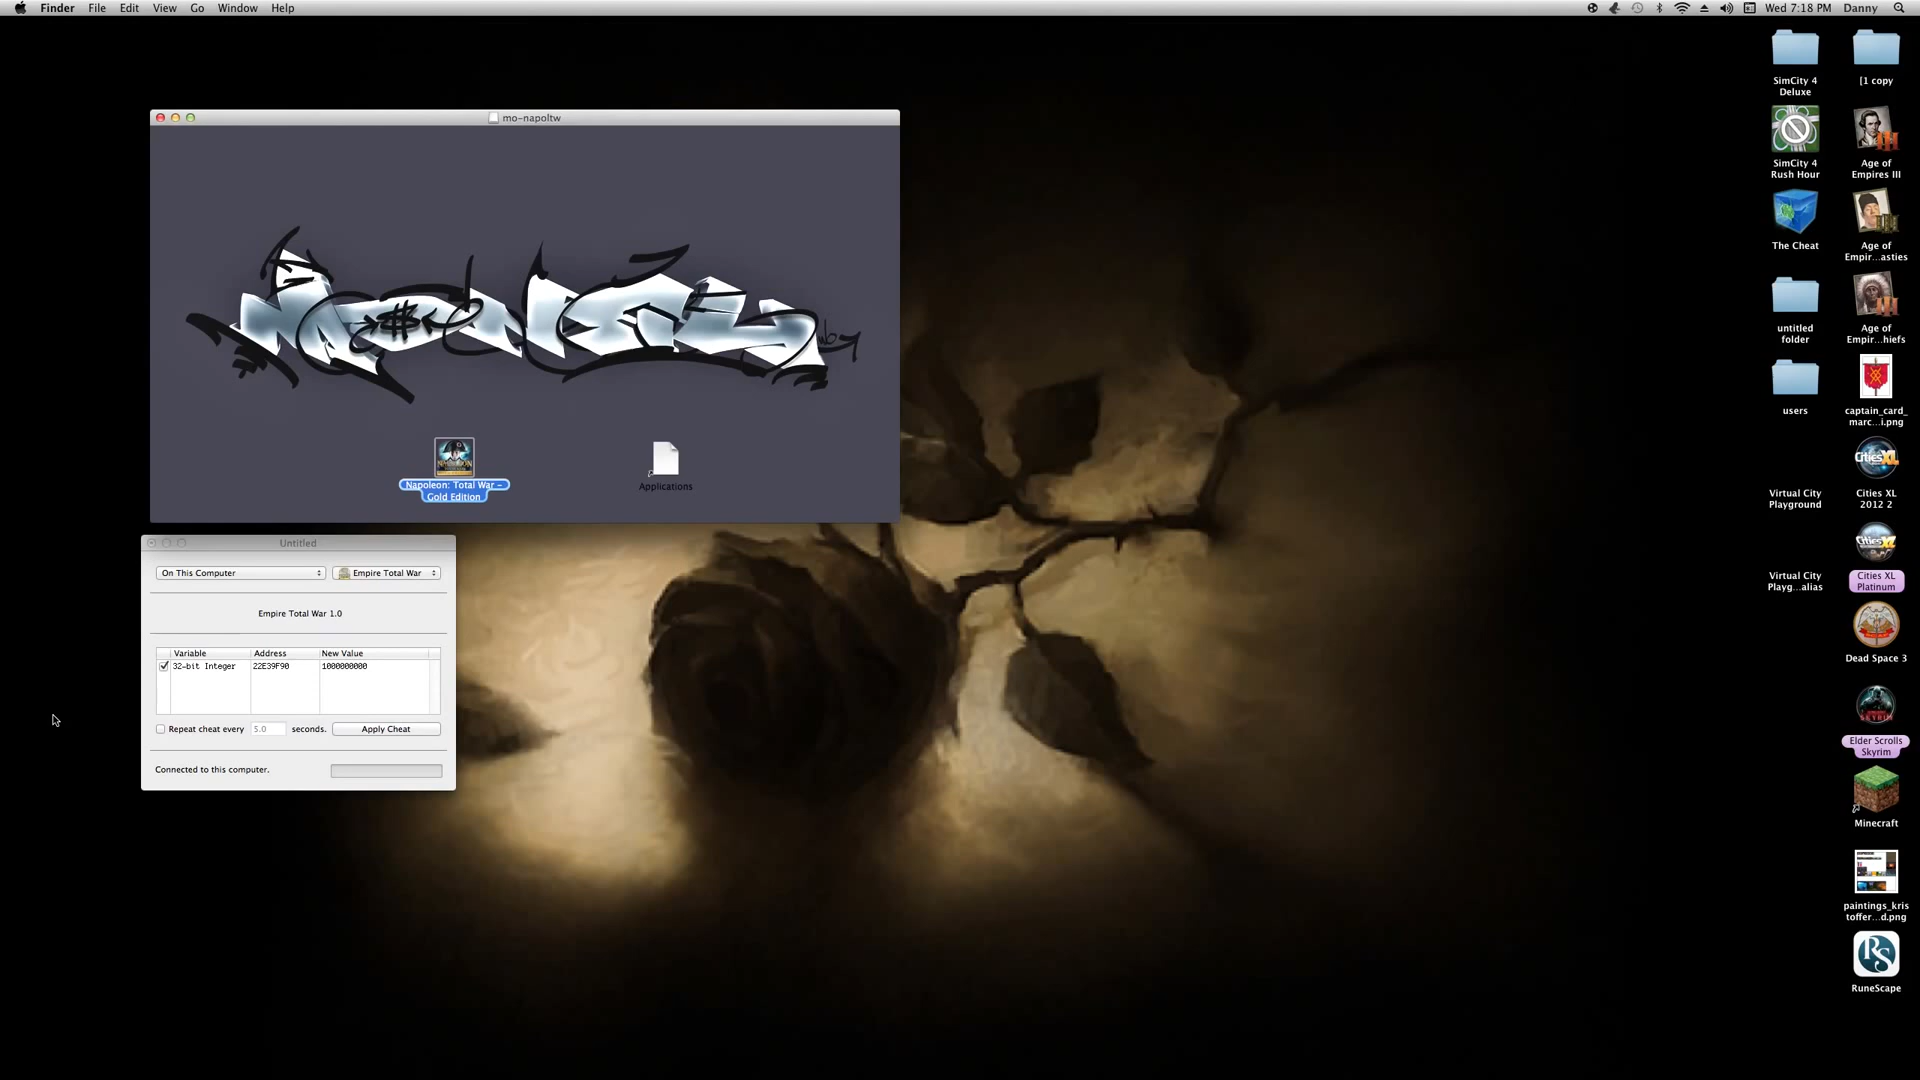 Finder File Edit View Go Window Help
Wed 7:18 PM Danny
mo-napoltw
Napoleon: Total War -
Gold Edition
Applications
Untitled
On This Computer
Empire Total War
Empire Total War 1.0
Variable Address New Value
32-bit Integer 22E39F90 1000000000
Repeat cheat every 5.0 seconds. Apply Cheat
Connected to this computer.
SimCity 4
Deluxe
[1 copy
SimCity 4
Rush Hour
Age of
Empires III
The Cheat
Age of
Empir...asties
untitled
folder
Age of
Empir...hiefs
users
captain_card_
marc...i.png
Virtual City
Playground
Cities XL
2012 2
Virtual City
Playg...alias
Cities XL
Platinum
Dead Space 3
Elder Scrolls
Skyrim
Minecraft
paintings_kris
toffer...d.png
RS
RuneScape